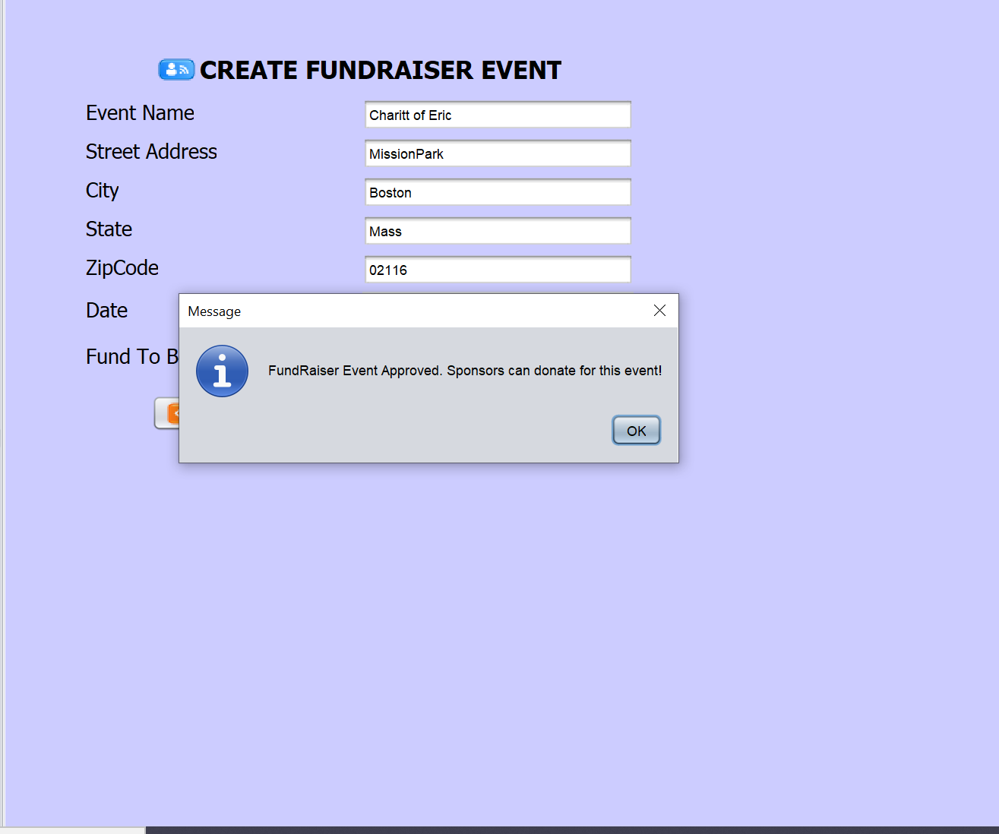 CREATE FUNDRAISER EVENT
Event Name
Charitt of Eric
Street Address
MissionPark
City
Boston
State
Mass
ZipCode
02116
Date
Message
Fund To B
FundRaiser Event Approved. Sponsors can donate for this event!
OK